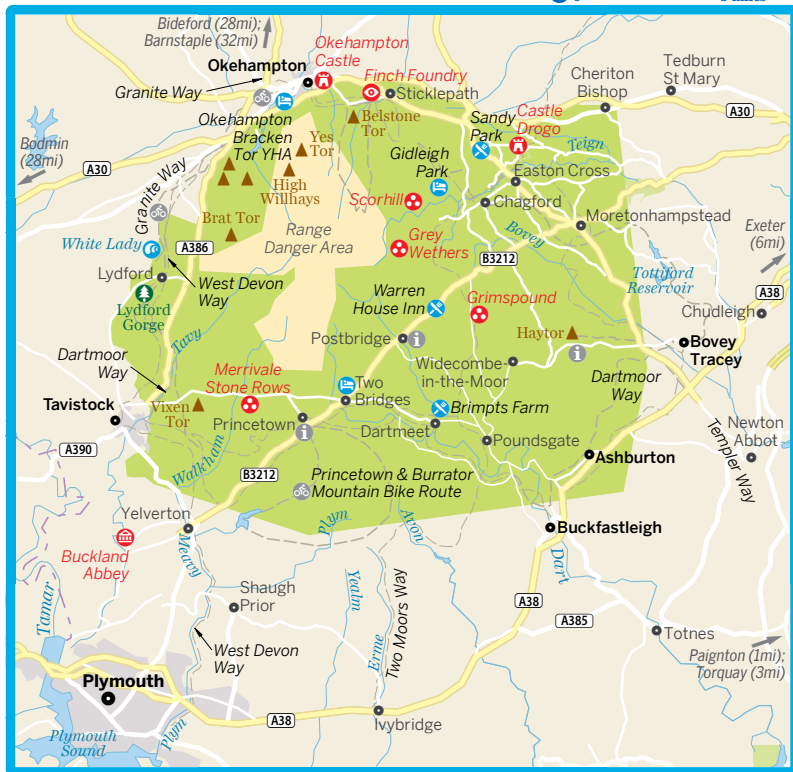 Bideford (28mi);
Barnstaple (32mi)
Okehampton
Castle
Okehampton
Finch Foundry
Tedburn
St Mary
Granite Way
Sticklepath
Cheriton
Bishop
A30
Okehampton
Bracken
Tor YHA
Belstone
Tor
Sandy
Park
Castle
Drogo
Yes
Tor
Teign
Bodmin
(28mi)
Gidleigh
Park
A30
Easton Cross
Granite Way
High
Willhays
Scorhill
Chagford
Brat Tor
Range
Danger Area
Bovey
Moretonhampstead
Exeter
(6mi)
White Lady
A386
Grey
Wethers
B3212
Lydford
West Devon
Way
Tottiford
Reservoir
A38
Lydford
Gorge
Warren
House Inn
Grimspound
Chudleigh
Tavy
Postbridge
Haytor
Bovey
Tracey
Dartmoor
Way
Merrivale
Stone Rows
Widecombe-
in-the-Moor
Dartmoor
Way
Two
Bridges
Tavistock
Vixen
Tor
Brimpts Farm
Princetown
Dartmeet
Newton
Abbot
A390
Walkham
Poundsgate
Templer Way
Ashburton
B3212
Princetown & Burrator
Mountain Bike Route
Yelverton
Plym
Avon
Buckfastleigh
Buckland
Abbey
Meavy
Dart
Tamar
Shaugh
Prior
Yealm
Two Moors Way
A38
A385
Totnes
West Devon
Way
Erme
Paignton (1mi);
Torquay (3mi)
Plymouth
Plym
A38
Ivybridge
Plymouth
Sound